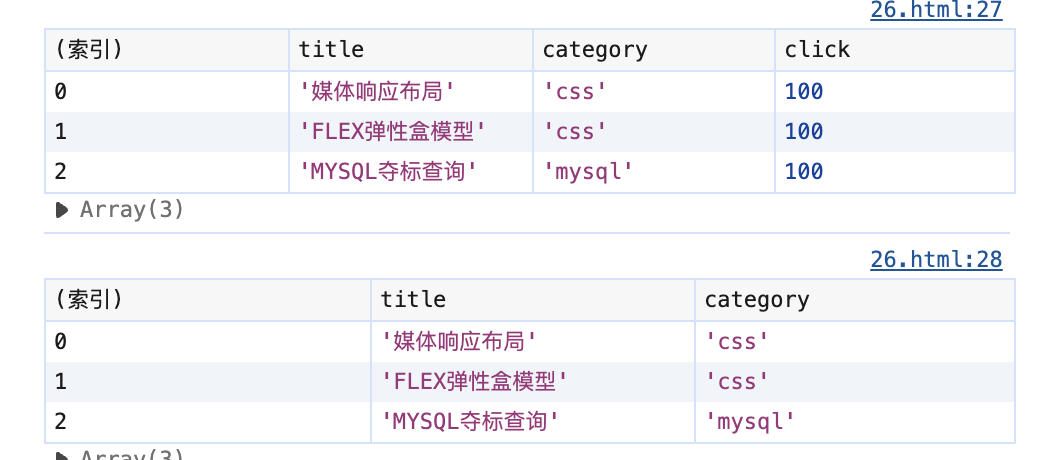 26.html:27
(索引) title category click
0 '媒体响应布局' 'css' 100
1 'FLEX弹性盒模型' 'css' 100
2 'MYSQL夺标查询' 'mysql' 100
▶ Array(3)
26.html:28
(索引) title category
0 '媒体响应布局' 'css'
1 'FLEX弹性盒模型' 'css'
2 'MYSQL夺标查询' 'mysql'
▶ Array(3)